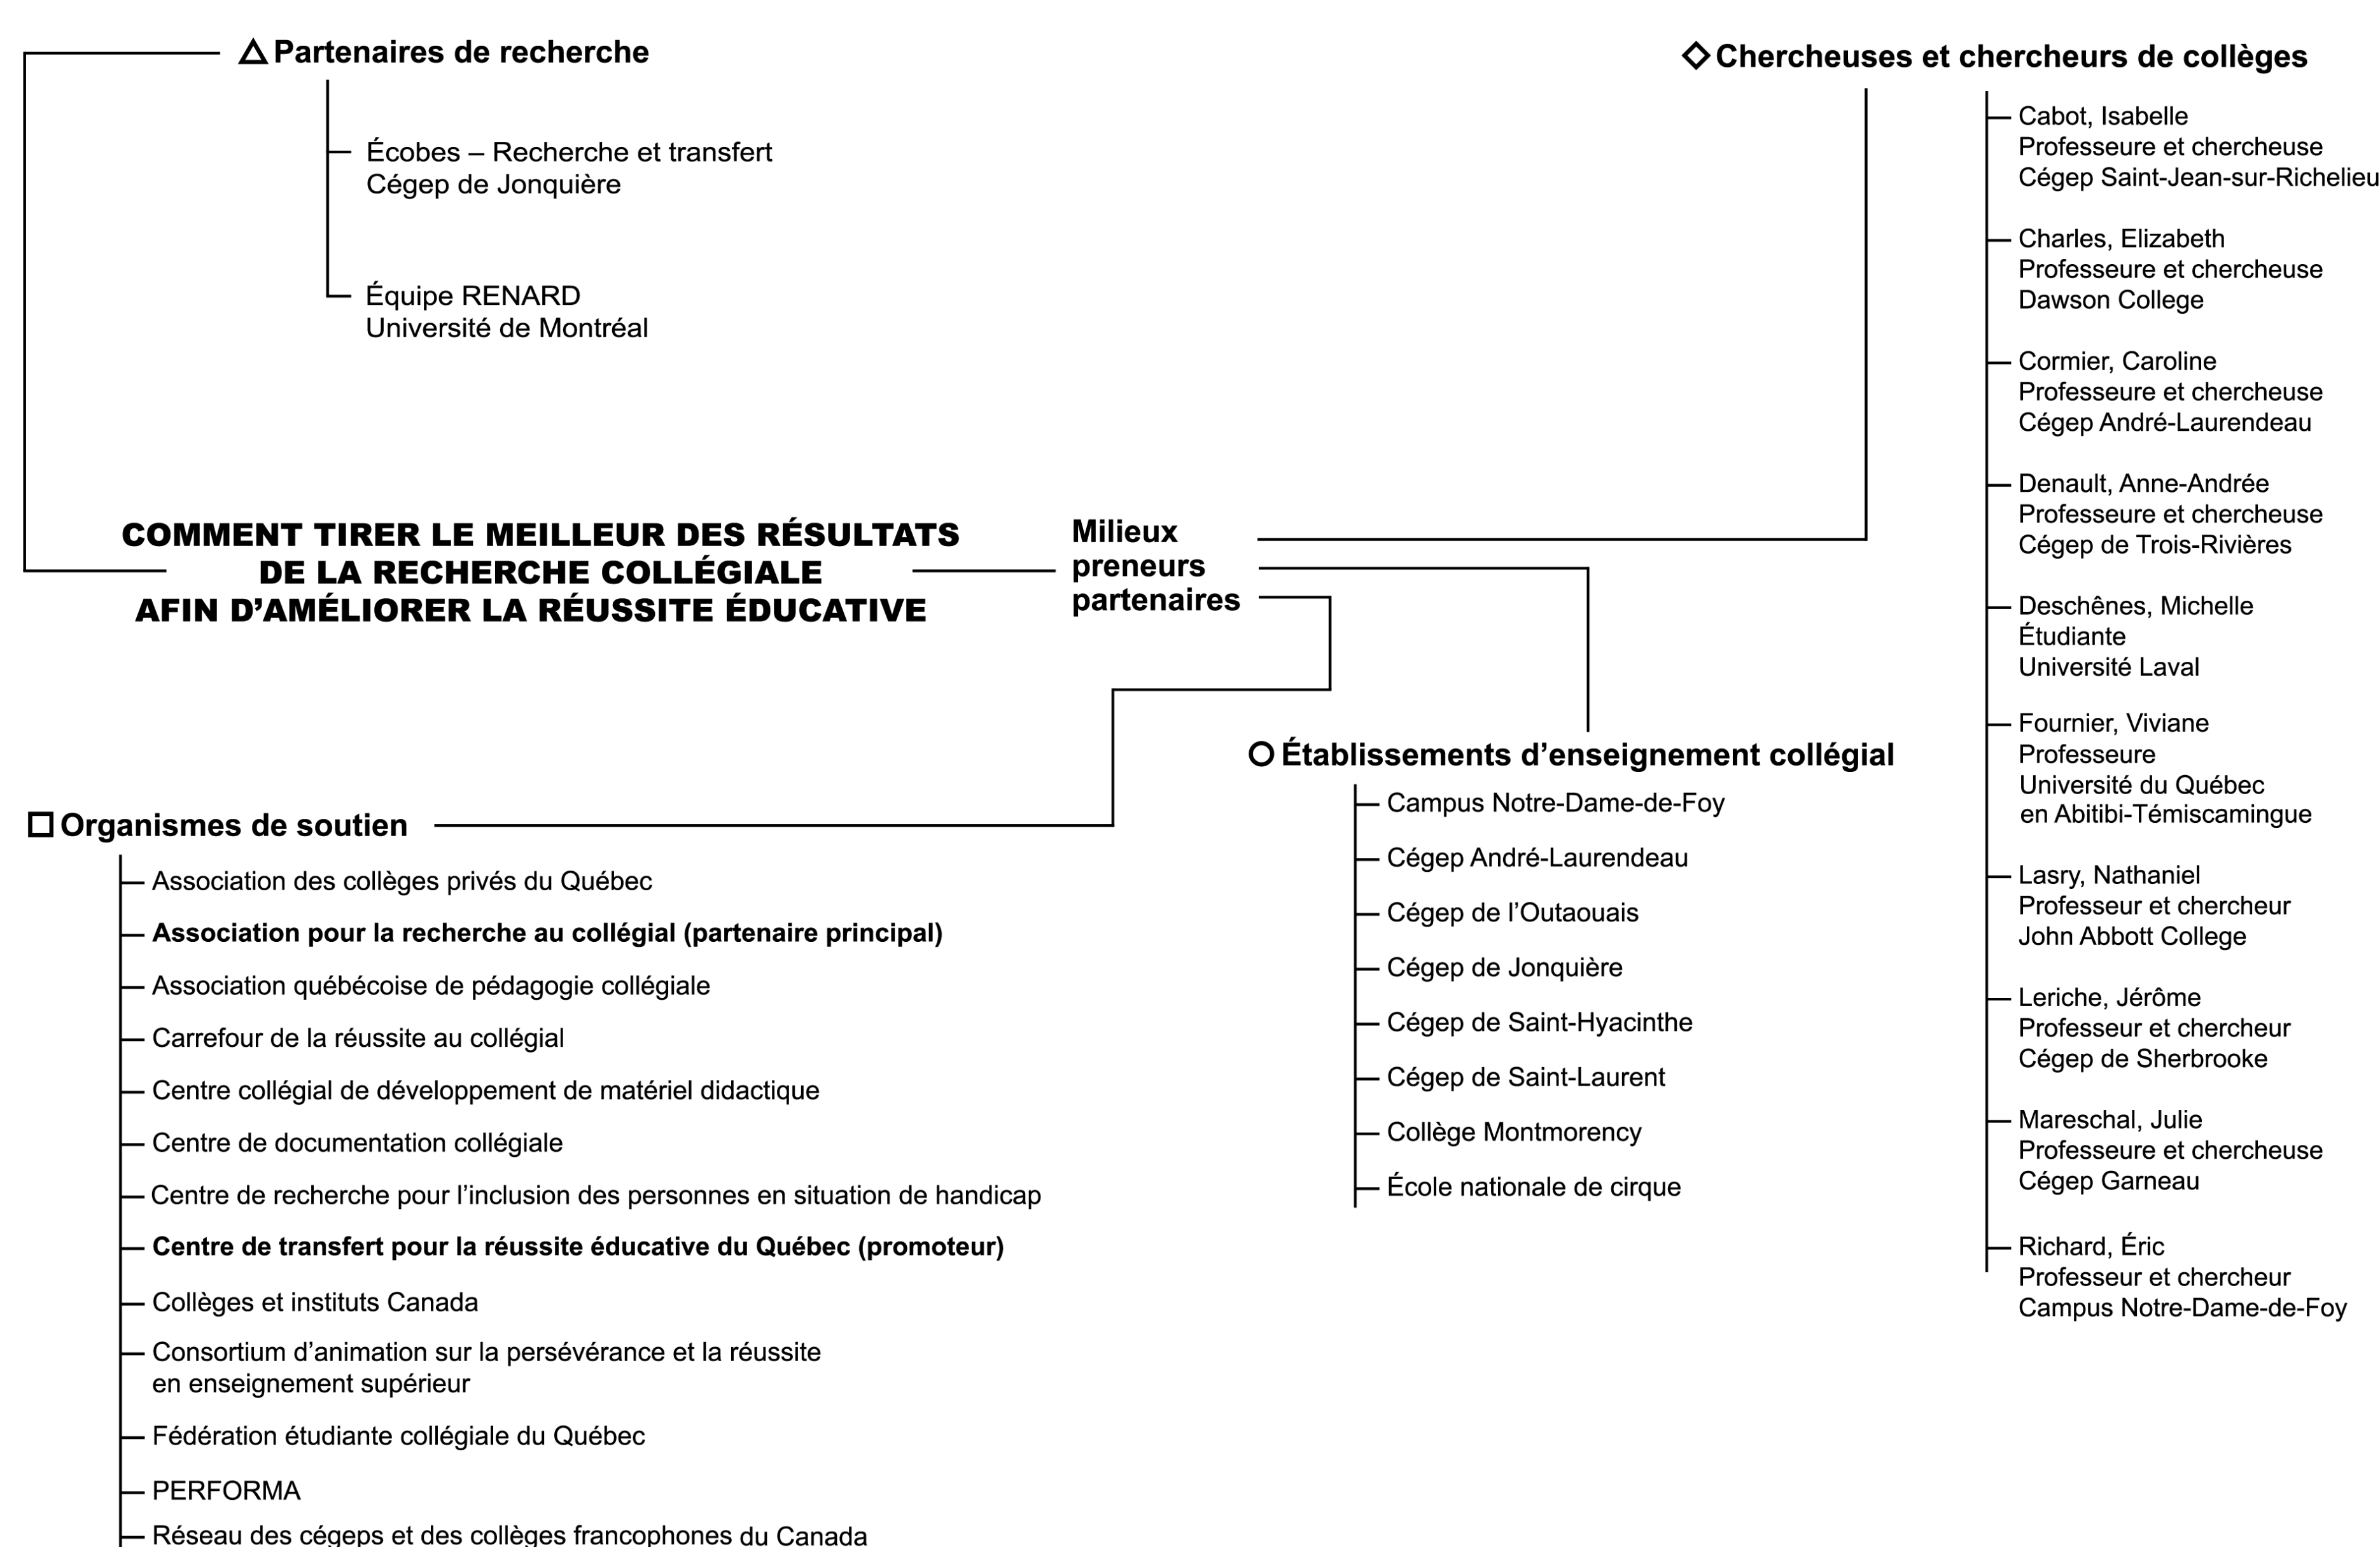 Partenaires de recherche
Écobes – Recherche et transfert
Cégep de Jonquière
Équipe RENARD
Université de Montréal
COMMENT TIRER LE MEILLEUR DES RÉSULTATS
DE LA RECHERCHE COLLÉGIALE
AFIN D’AMÉLIORER LA RÉUSSITE ÉDUCATIVE
Milieux
preneurs
partenaires
Organismes de soutien
Association des collèges privés du Québec
Association pour la recherche au collégial (partenaire principal)
Association québécoise de pédagogie collégiale
Carrefour de la réussite au collégial
Centre collégial de développement de matériel didactique
Centre de documentation collégiale
Centre de recherche pour l’inclusion des personnes en situation de handicap
Centre de transfert pour la réussite éducative du Québec (promoteur)
Collèges et instituts Canada
Consortium d’animation sur la persévérance et la réussite
en enseignement supérieur
Fédération étudiante collégiale du Québec
PERFORMA
Réseau des cégeps et des collèges francophones du Canada
Établissements d’enseignement collégial
Campus Notre-Dame-de-Foy
Cégep André-Laurendeau
Cégep de l’Outaouais
Cégep de Jonquière
Cégep de Saint-Hyacinthe
Cégep de Saint-Laurent
Collège Montmorency
École nationale de cirque
Chercheuses et chercheurs de collèges
Cabot, Isabelle
Professeure et chercheuse
Cégep Saint-Jean-sur-Richelieu
Charles, Elizabeth
Professeure et chercheuse
Dawson College
Cormier, Caroline
Professeure et chercheuse
Cégep André-Laurendeau
Denault, Anne-Andrée
Professeure et chercheuse
Cégep de Trois-Rivières
Deschênes, Michelle
Étudiante
Université Laval
Fournier, Viviane
Professeure
Université du Québec
en Abitibi-Témiscamingue
Lasry, Nathaniel
Professeur et chercheur
John Abbott College
Leriche, Jérôme
Professeur et chercheur
Cégep de Sherbrooke
Mareschal, Julie
Professeure et chercheuse
Cégep Garneau
Richard, Éric
Professeur et chercheur
Campus Notre-Dame-de-Foy